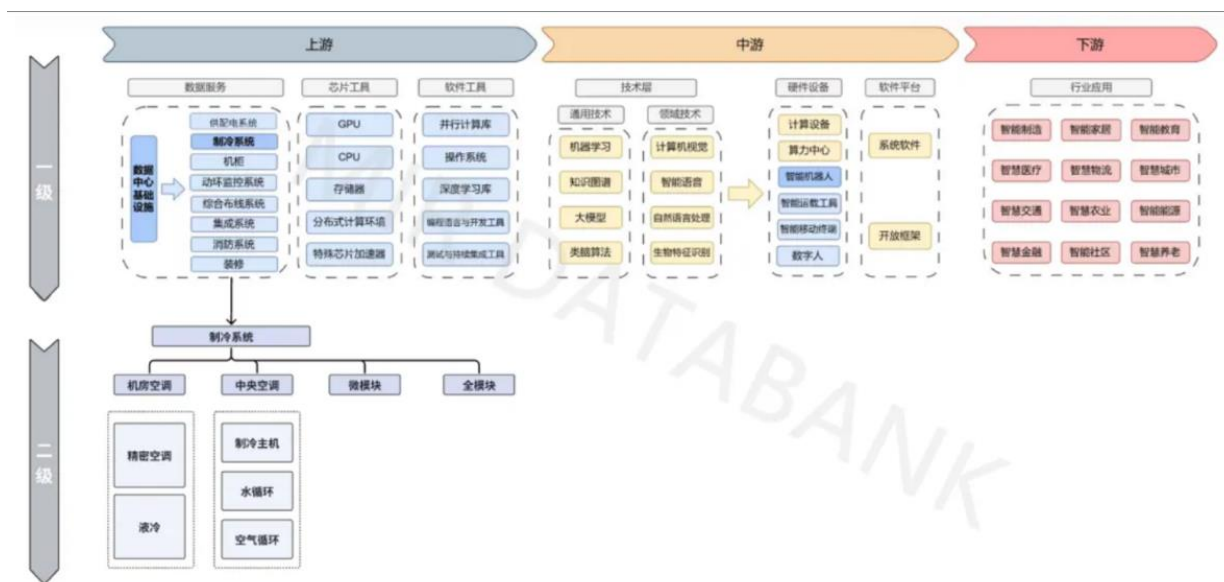 上游
中游
下游
一级
数据服务
芯片工具
软件工具
技术层
硬件设备
软件平台
行业应用
通用技术
领域技术
数据
中心
基础
设施
供配电系统
制冷系统
机柜
动环监控系统
综合布线系统
集成系统
消防系统
装修
GPU
CPU
存储器
分布式计算环境
特殊芯片加速器
并行计算库
操作系统
深度学习库
编程语言与开发工具
测试与持续集成工具
机器学习
知识图谱
大模型
类脑算法
计算机视觉
智能语音
自然语言处理
生物特征识别
计算设备
算力中心
智能机器人
智能运载工具
智能移动终端
数字人
系统软件
开放框架
智能制造
智能家居
智能教育
智慧医疗
智慧物流
智慧城市
智慧交通
智慧农业
智能能源
智慧金融
智能社区
智慧养老
二级
制冷系统
机房空调
中央空调
微模块
全模块
精密空调
液冷
制冷主机
水循环
空气循环
MIR DATABANK